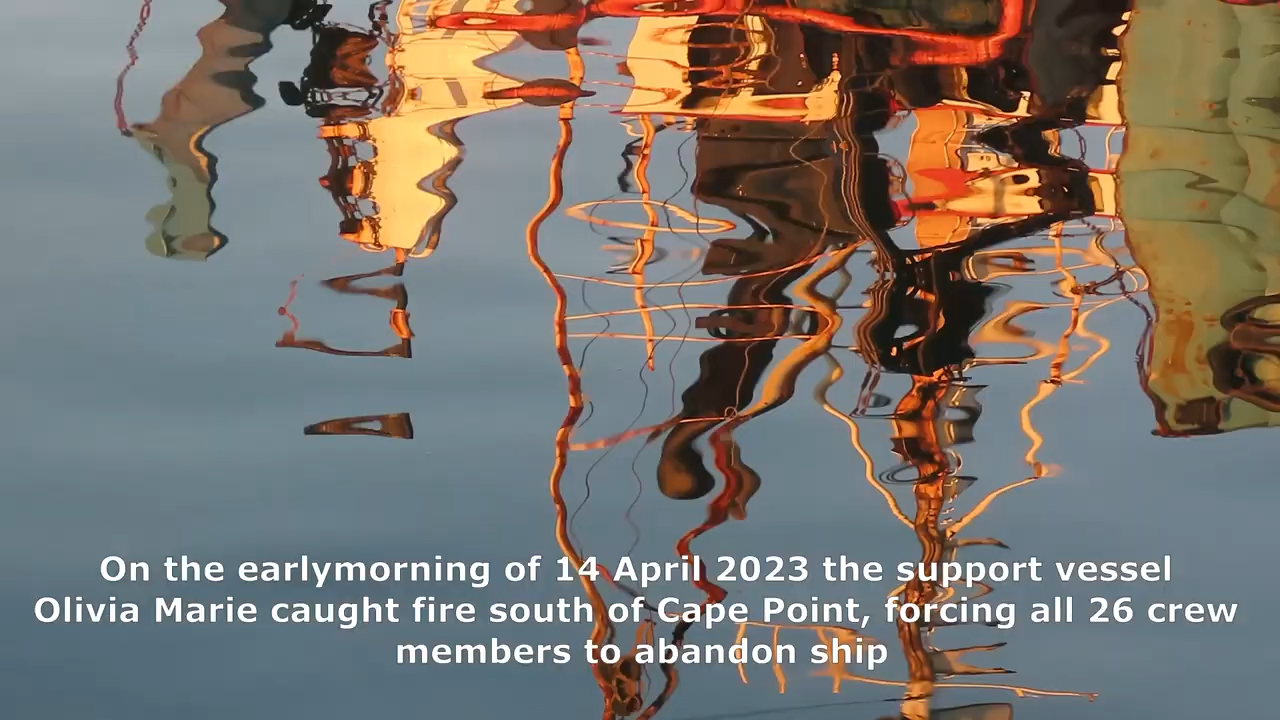 On the earlymorning of 14 April 2023 the support vessel
Olivia Marie caught fire south of Cape Point, forcing all 26 crew
members to abandon ship